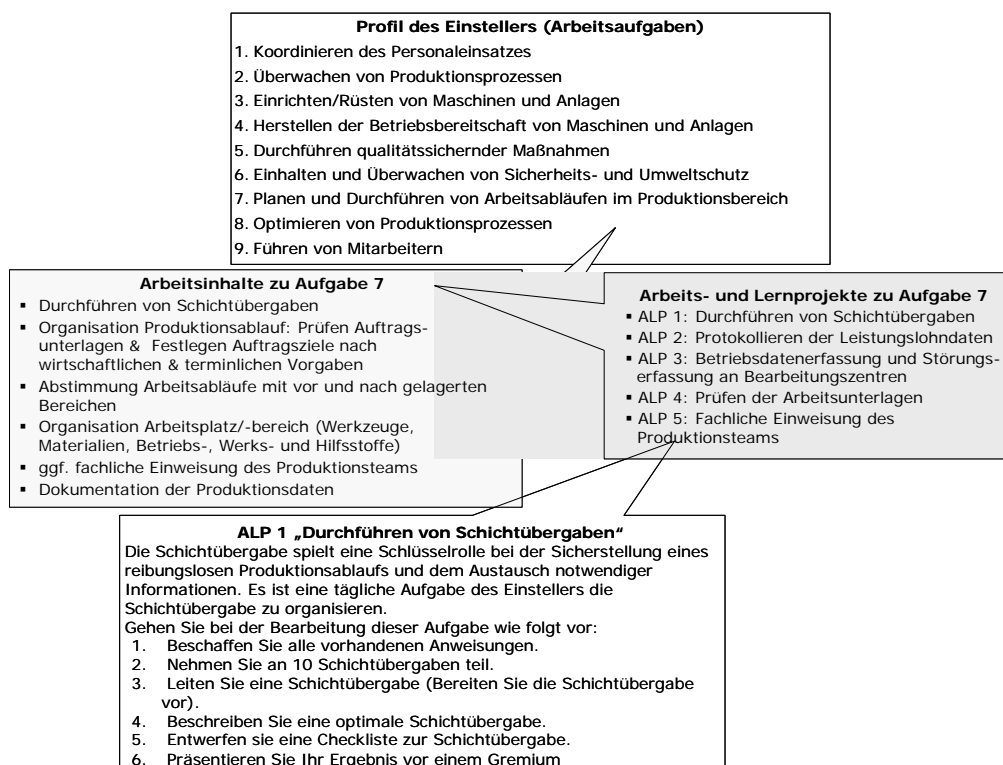 Profil des Einstellers (Arbeitsaufgaben)
1. Koordinieren des Personaleinsatzes
2. Überwachen von Produktionsprozessen
3. Einrichten/Rüsten von Maschinen und Anlagen
4. Herstellen der Betriebsbereitschaft von Maschinen und Anlagen
5. Durchführen qualitätssichernder Maßnahmen
6. Einhalten und Überwachen von Sicherheits- und Umweltschutz
7. Planen und Durchführen von Arbeitsabläufen im Produktionsbereich
8. Optimieren von Produktionsprozessen
9. Führen von Mitarbeitern
Arbeitsinhalte zu Aufgabe 7
▪ Durchführen von Schichtübergaben
▪ Organisation Produktionsablauf: Prüfen Auftrags-
unterlagen & Festlegen Auftragsziele nach
wirtschaftlichen & terminlichen Vorgaben
▪ Abstimmung Arbeitsabläufe mit vor und nach gelagerten
Bereichen
▪ Organisation Arbeitsplatz/-bereich (Werkzeuge,
Materialien, Betriebs-, Werks- und Hilfsstoffe)
▪ ggf. fachliche Einweisung des Produktionsteams
▪ Dokumentation der Produktionsdaten
Arbeits- und Lernprojekte zu Aufgabe 7
▪ ALP 1: Durchführen von Schichtübergaben
▪ ALP 2: Protokollieren der Leistungslohndaten
▪ ALP 3: Betriebsdatenerfassung und Störungs-
erfassung an Bearbeitungszentren
▪ ALP 4: Prüfen der Arbeitsunterlagen
▪ ALP 5: Fachliche Einweisung des
Produktionsteams
ALP 1 „Durchführen von Schichtübergaben“
Die Schichtübergabe spielt eine Schlüsselrolle bei der Sicherstellung eines
reibungslosen Produktionsablaufs und dem Austausch notwendiger
Informationen. Es ist eine tägliche Aufgabe des Einstellers die
Schichtübergabe zu organisieren.
Gehen Sie bei der Bearbeitung dieser Aufgabe wie folgt vor:
1. Beschaffen Sie alle vorhandenen Anweisungen.
2. Nehmen Sie an 10 Schichtübergaben teil.
3. Leiten Sie eine Schichtübergabe (Bereiten Sie die Schichtübergabe
vor).
4. Beschreiben Sie eine optimale Schichtübergabe.
5. Entwerfen sie eine Checkliste zur Schichtübergabe.
6. Präsentieren Sie Ihr Ergebnis vor einem Gremium